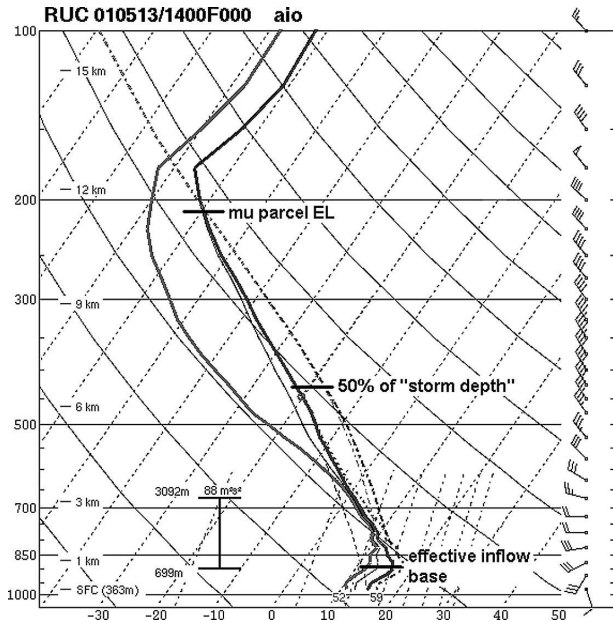 RUC 010513/1400F000 aio
100
15 km
12 km
200
mu parcel EL
300
9 km
50% of "storm depth"
6 km
500
3092m 88 m²s²
700
3 km
850
effective inflow
base
1 km
699m
1000
SFC (363m)
52 59
-30 -20 -10 0 10 20 30 40 50